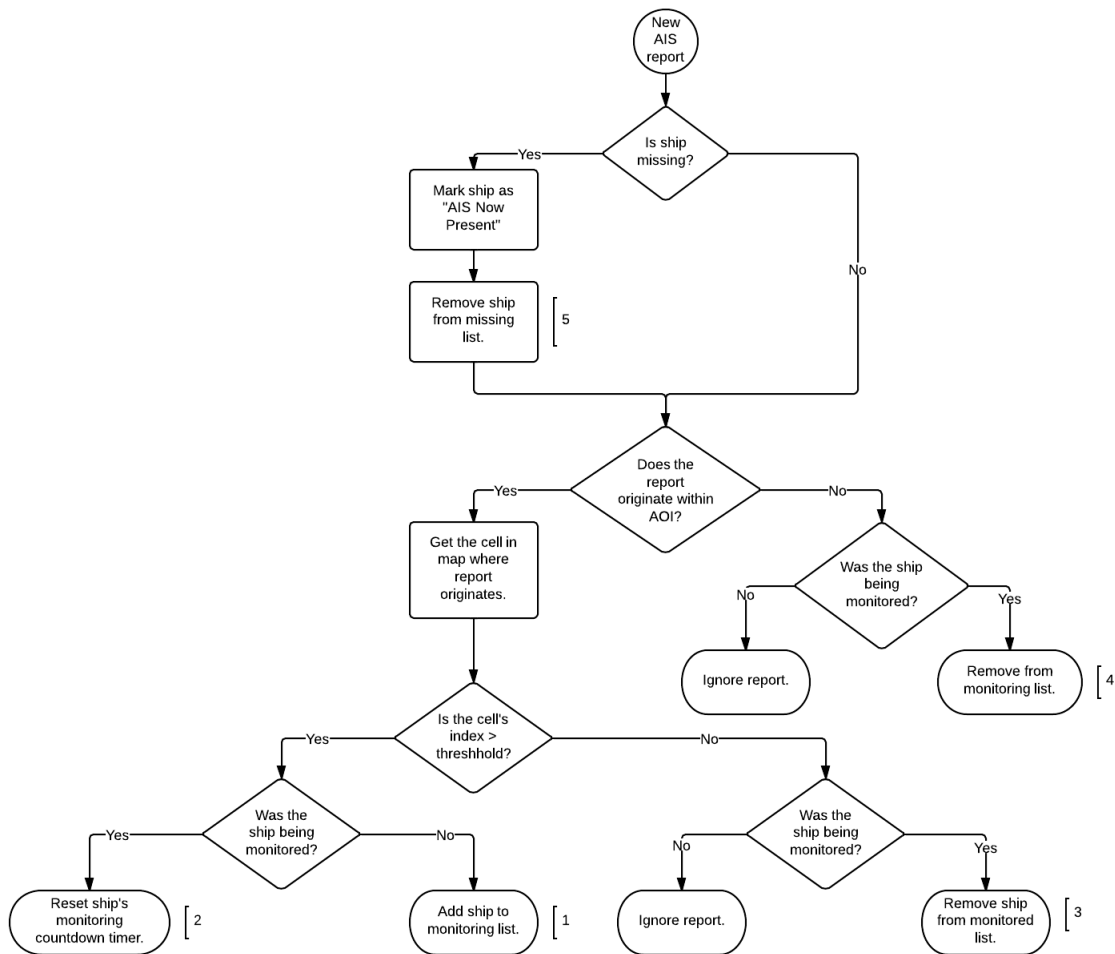 New
AIS
report
Is ship
missing?
Yes
No
Mark ship as
"AIS Now
Present"
Remove ship
from missing
list.
5
Does the
report
originate within
AOI?
Yes
No
Get the cell in
map where
report
originates.
Was the ship
being
monitored?
No
Yes
Ignore report.
Remove from
monitoring list.
4
Is the cell's
index >
threshhold?
Yes
No
Was the
ship being
monitored?
Yes
No
Was the
ship being
monitored?
No
Yes
Reset ship's
monitoring
countdown timer.
2
Add ship to
monitoring list.
1
Ignore report.
Remove ship
from monitored
list.
3